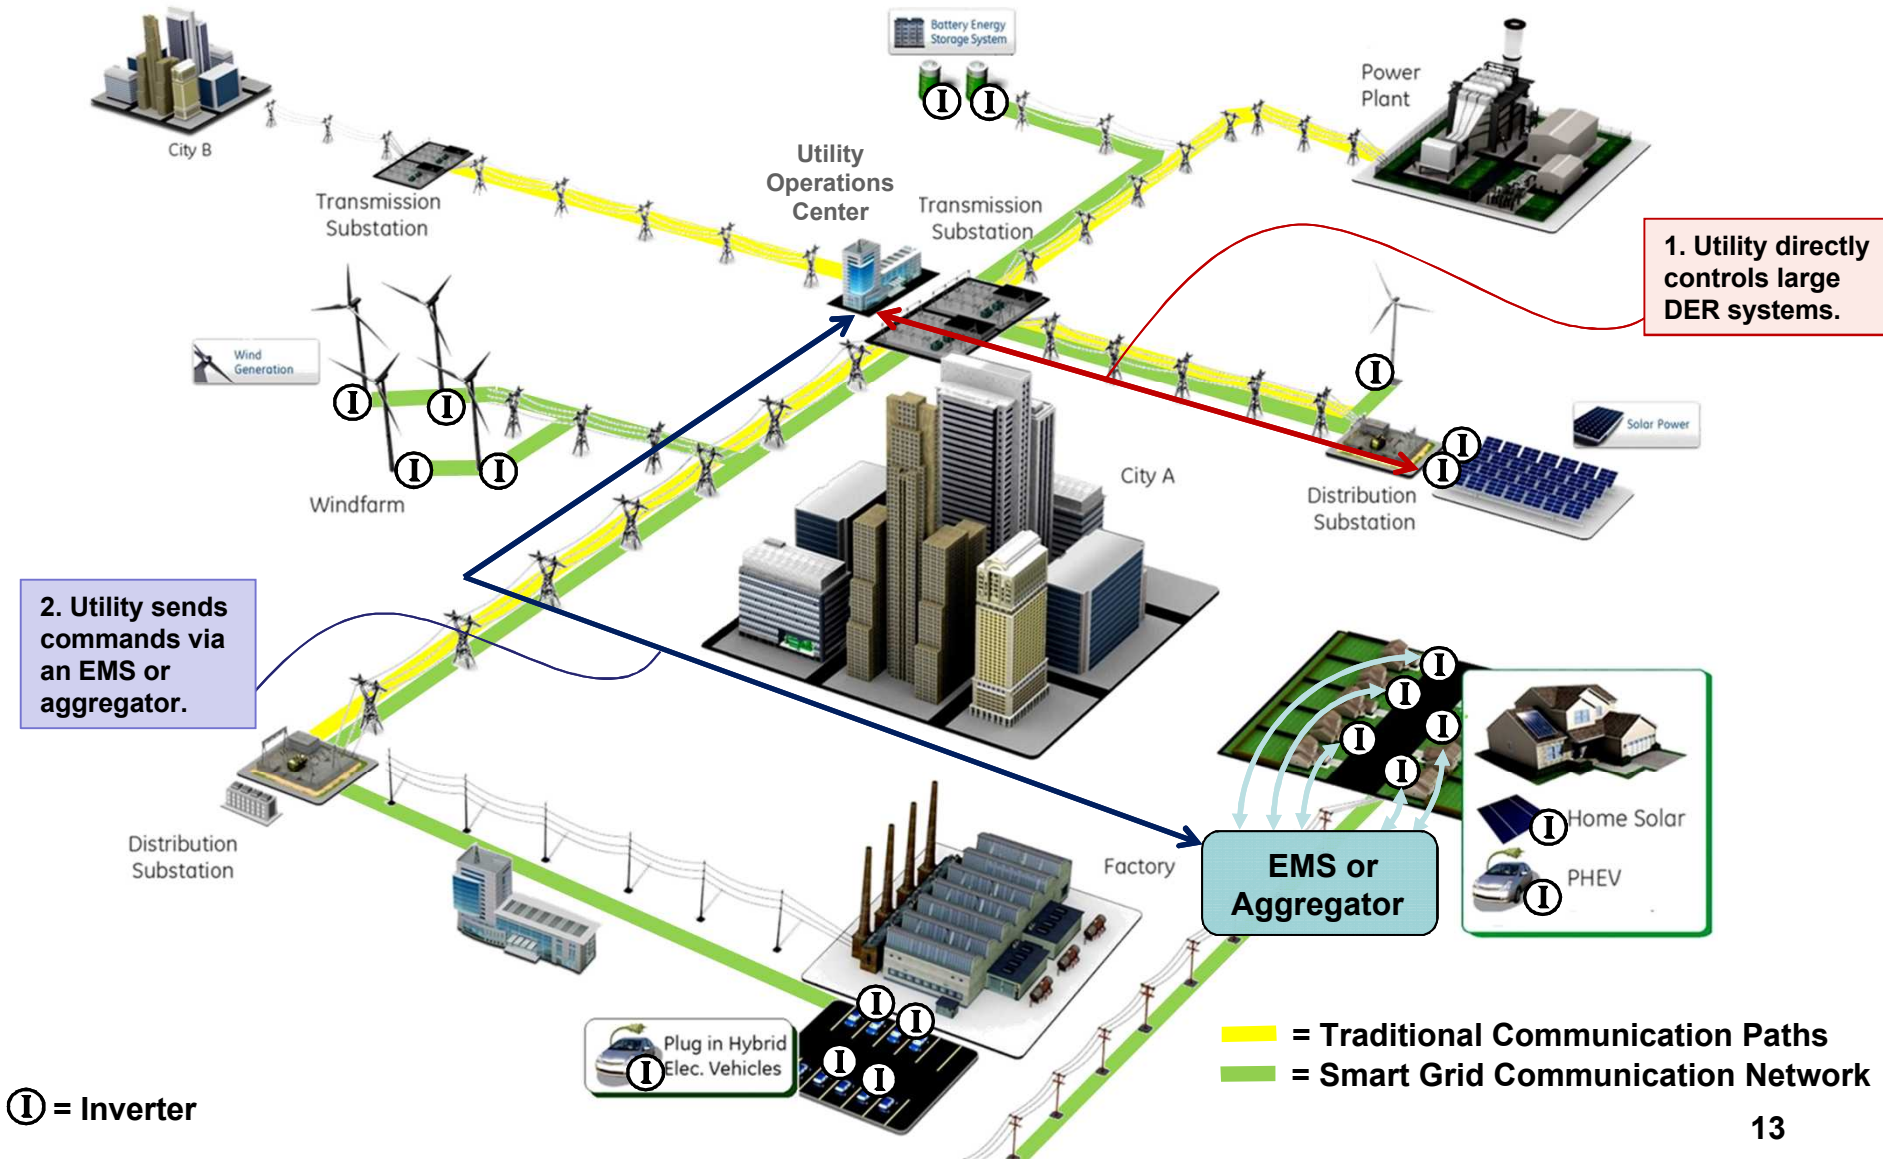 Battery Energy
Storage System
I
I
Power
Plant
City B
Utility
Operations
Center
Transmission
Substation
Transmission
Substation
1. Utility directly
controls large
DER systems.
Wind
Generation
I
I
I
I
Windfarm
I
Solar Power
I
I
City A
Distribution
Substation
2. Utility sends
commands via
an EMS or
aggregator.
I
I
I
I
I
Home Solar
I
PHEV
I
Distribution
Substation
Factory
EMS or
Aggregator
I
I
I
I
Plug in Hybrid
Elec. Vehicles
I
= Traditional Communication Paths
= Smart Grid Communication Network
I = Inverter
13